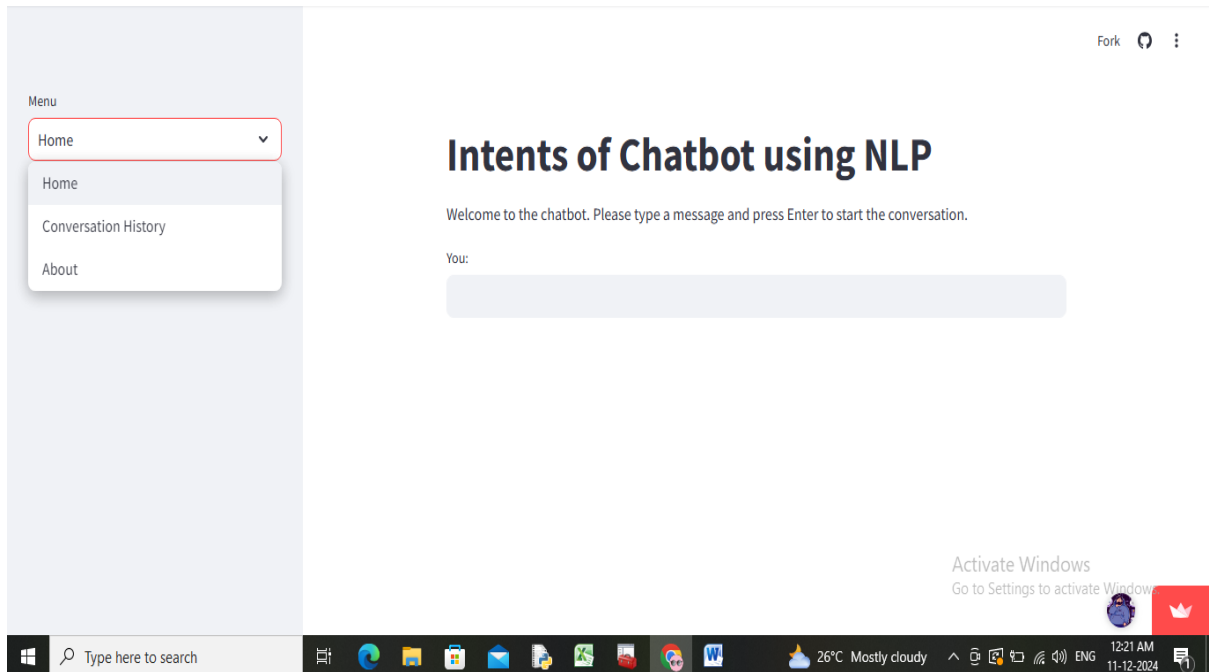 Fork
Menu
Home
Home
Conversation History
About
Intents of Chatbot using NLP
Welcome to the chatbot. Please type a message and press Enter to start the conversation.
You:
Activate Windows
Go to Settings to activate Windows.
Type here to search
26°C Mostly cloudy
ENG
12:21 AM
11-12-2024
1